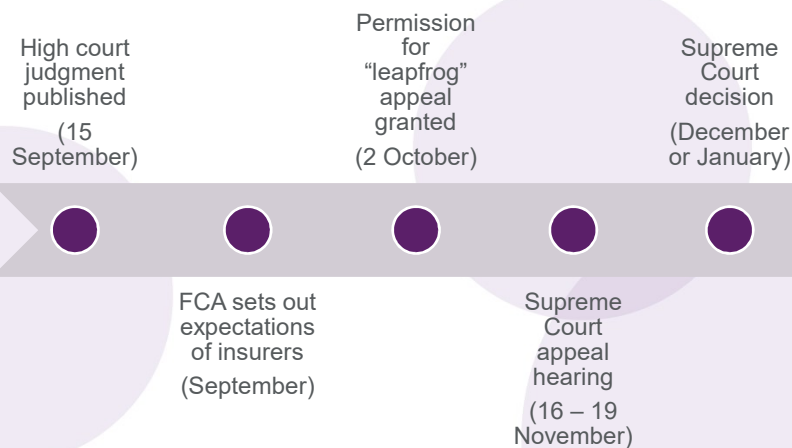 High court
judgment
published
(15
September)
FCA sets out
expectations
of insurers
(September)
Permission
for
“leapfrog”
appeal
granted
(2 October)
Supreme
Court
appeal
hearing
(16 – 19
November)
Supreme
Court
decision
(December
or January)